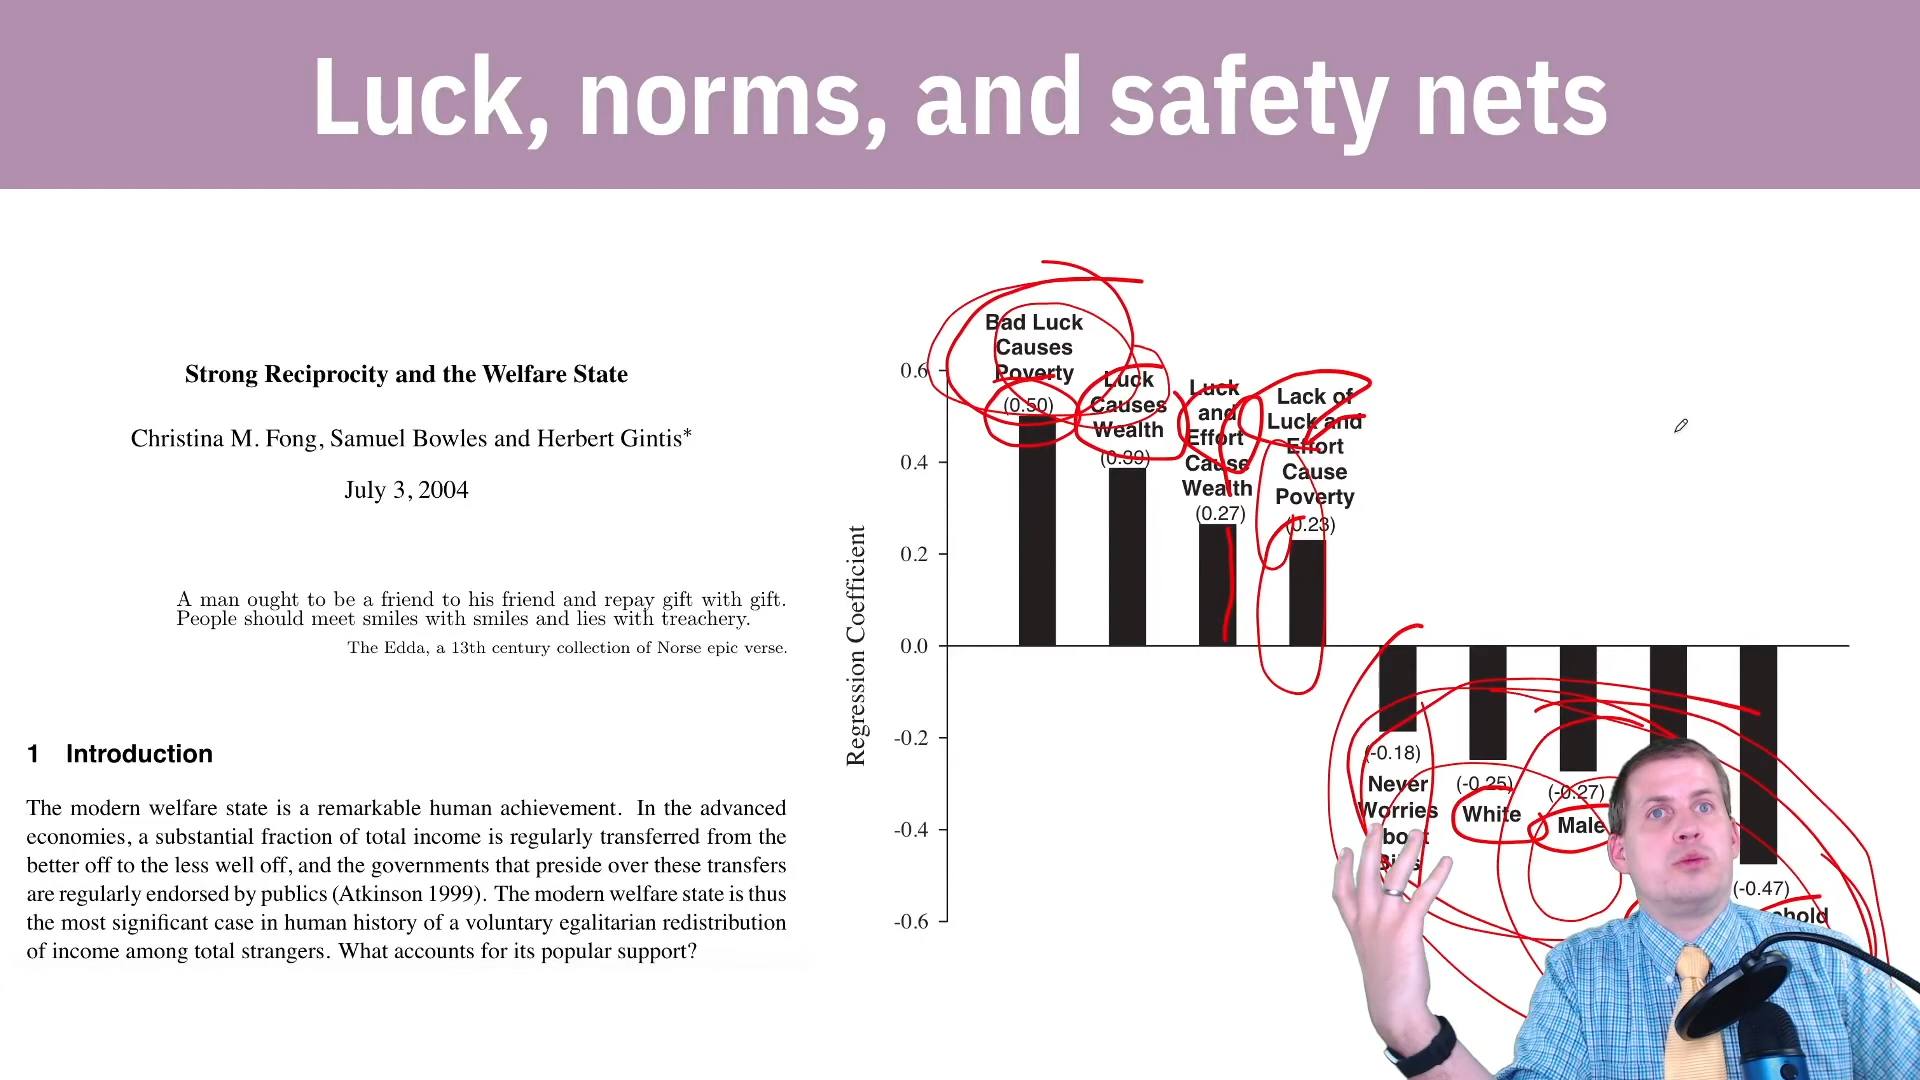 Luck, norms, and safety nets
Strong Reciprocity and the Welfare State
Christina M. Fong, Samuel Bowles and Herbert Gintis*
July 3, 2004
A man ought to be a friend to his friend and repay gift with gift.
People should meet smiles with smiles and lies with treachery.
The Edda, a 13th century collection of Norse epic verse.
1 Introduction
The modern welfare state is a remarkable human achievement. In the advanced
economies, a substantial fraction of total income is regularly transferred from the
better off to the less well off, and the governments that preside over these transfers
are regularly endorsed by publics (Atkinson 1999). The modern welfare state is thus
the most significant case in human history of a voluntary egalitarian redistribution
of income among total strangers. What accounts for its popular support?
Regression Coefficient
0.6
0.4
0.2
0.0
-0.2
-0.4
-0.6
Bad Luck
Causes
Poverty
(0.50)
Luck
Causes
Wealth
(0.39)
Luck
and
Effort
Cause
Wealth
(0.27)
Lack of
Luck and
Effort
Cause
Poverty
(0.23)
(-0.18)
Never
Worries
(-0.25)
White
(-0.27)
Male
(-0.47)